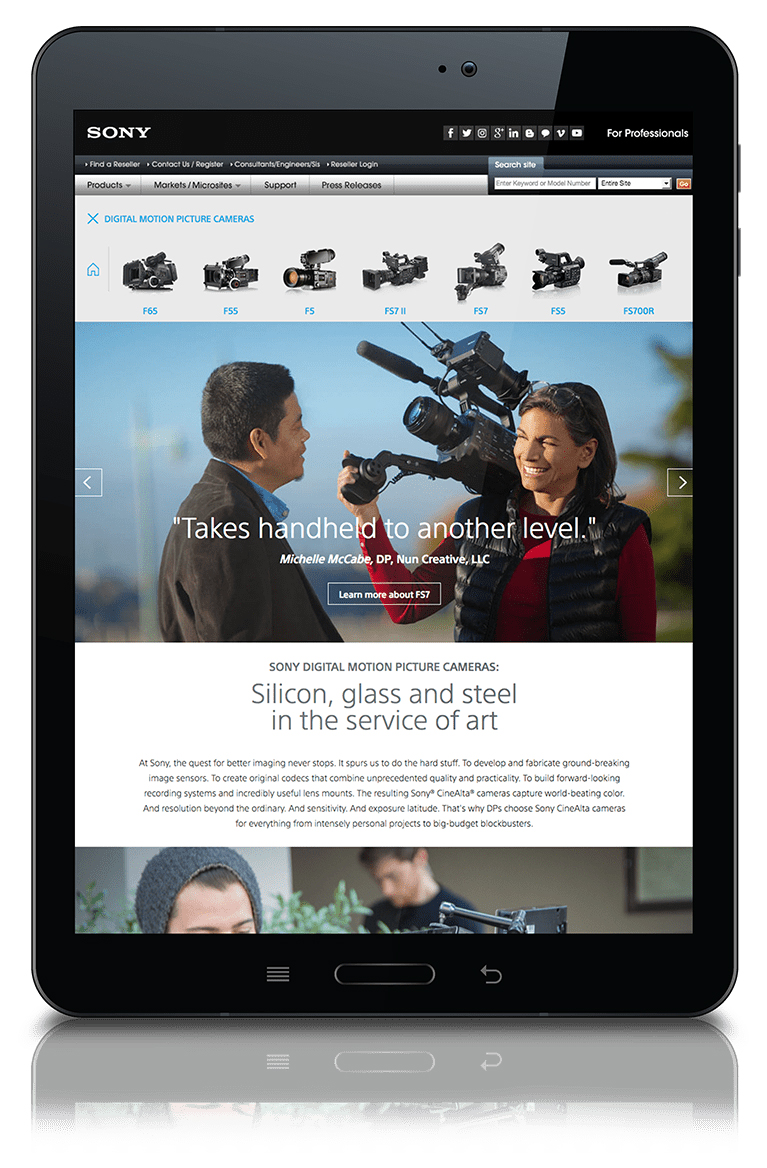 SONY
For Professionals
Find a Reseller
Contact Us / Register
Consultants/Engineers/SIs
Reseller Login
Search site
Products
Markets / Microsites
Support
Press Releases
Enter Keyword or Model Number
Entire Site
Go
DIGITAL MOTION PICTURE CAMERAS
F65
F55
F5
FS7 II
FS7
FS5
FS700R
"Takes handheld to another level."
Michelle McCabe, DP, Nun Creative, LLC
Learn more about FS7
SONY DIGITAL MOTION PICTURE CAMERAS:
Silicon, glass and steel
in the service of art
At Sony, the quest for better imaging never stops. It spurs us to do the hard stuff. To develop and fabricate ground-breaking
image sensors. To create original codecs that combine unprecedented quality and practicality. To build forward-looking
recording systems and incredibly useful lens mounts. The resulting Sony® CineAlta® cameras capture world-beating color.
And resolution beyond the ordinary. And sensitivity. And exposure latitude. That's why DPs choose Sony CineAlta cameras
for everything from intensely personal projects to big-budget blockbusters.